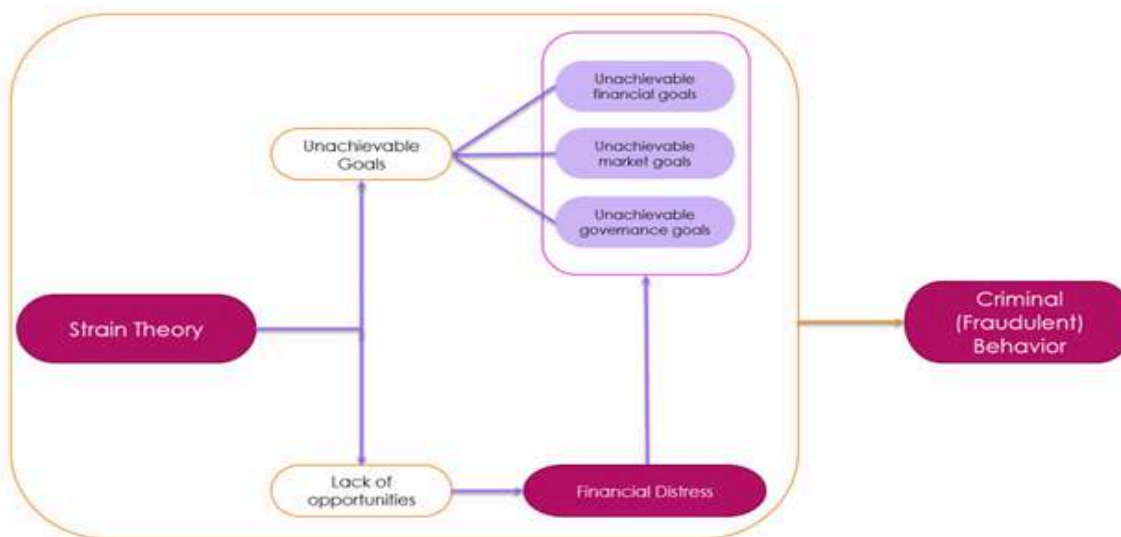 Unachievable
financial goals
Unachievable
market goals
Unachievable
governance goals
Unachievable
Goals
Strain Theory
Criminal
(Fraudulent)
Behavior
Lack of
opportunities
Financial Distress